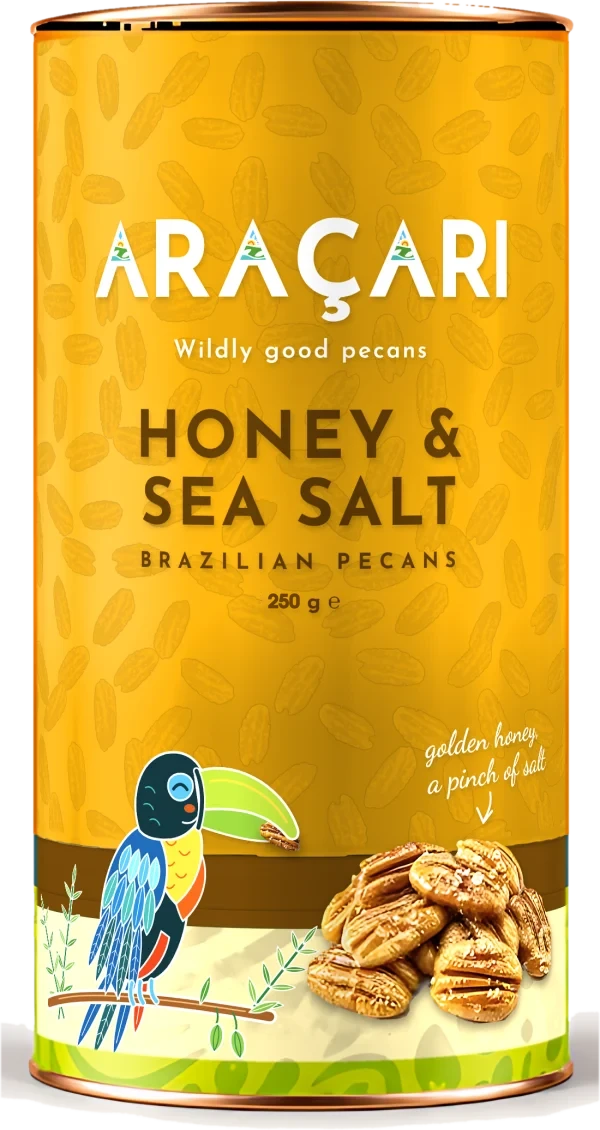 ARAÇARI
Wildly good pecans
HONEY &
SEA SALT
BRAZILIAN PECANS
250 g ℮
golden honey,
a pinch of salt